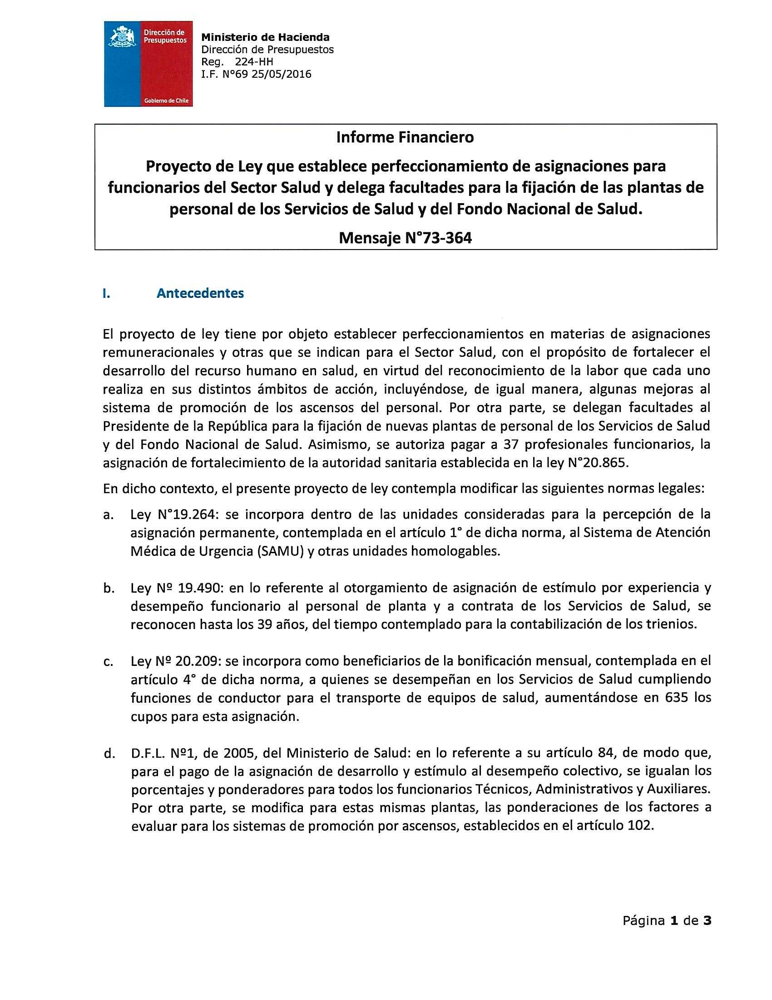 Dirección de
Presupuestos
Gobierno de Chile
Ministerio de Hacienda
Dirección de Presupuestos
Reg. 224-HH
I.F. N°69 25/05/2016
Informe Financiero
Proyecto de Ley que establece perfeccionamiento de asignaciones para
funcionarios del Sector Salud y delega facultades para la fijación de las plantas de
personal de los Servicios de Salud y del Fondo Nacional de Salud.
Mensaje N°73-364
I. Antecedentes
El proyecto de ley tiene por objeto establecer perfeccionamientos en materias de asignaciones
remuneracionales y otras que se indican para el Sector Salud, con el propósito de fortalecer el
desarrollo del recurso humano en salud, en virtud del reconocimiento de la labor que cada uno
realiza en sus distintos ámbitos de acción, incluyéndose, de igual manera, algunas mejoras al
sistema de promoción de los ascensos del personal. Por otra parte, se delegan facultades al
Presidente de la República para la fijación de nuevas plantas de personal de los Servicios de Salud
y del Fondo Nacional de Salud. Asimismo, se autoriza pagar a 37 profesionales funcionarios, la
asignación de fortalecimiento de la autoridad sanitaria establecida en la ley N°20.865.
En dicho contexto, el presente proyecto de ley contempla modificar las siguientes normas legales:
a. Ley N°19.264: se incorpora dentro de las unidades consideradas para la percepción de la
asignación permanente, contemplada en el artículo 1° de dicha norma, al Sistema de Atención
Médica de Urgencia (SAMU) y otras unidades homologables.
b. Ley Nº 19.490: en lo referente al otorgamiento de asignación de estímulo por experiencia y
desempeño funcionario al personal de planta y a contrata de los Servicios de Salud, se
reconocen hasta los 39 años, del tiempo contemplado para la contabilización de los trienios.
c. Ley Nº 20.209: se incorpora como beneficiarios de la bonificación mensual, contemplada en el
artículo 4° de dicha norma, a quienes se desempeñan en los Servicios de Salud cumpliendo
funciones de conductor para el transporte de equipos de salud, aumentándose en 635 los
cupos para esta asignación.
d. D.F.L. Nº1, de 2005, del Ministerio de Salud: en lo referente a su artículo 84, de modo que,
para el pago de la asignación de desarrollo y estímulo al desempeño colectivo, se igualan los
porcentajes y ponderadores para todos los funcionarios Técnicos, Administrativos y Auxiliares.
Por otra parte, se modifica para estas mismas plantas, las ponderaciones de los factores a
evaluar para los sistemas de promoción por ascensos, establecidos en el artículo 102.
Página 1 de 3